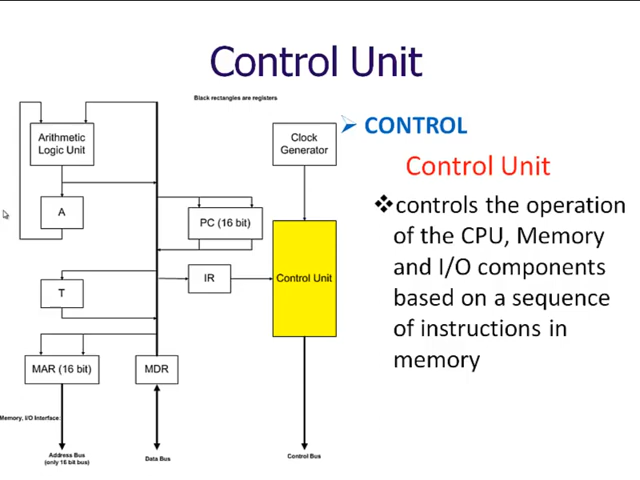 Control Unit
Black rectangles are registers
Arithmetic
Logic Unit
A
T
MAR (16 bit)
MDR
PC (16 bit)
IR
Clock
Generator
Control Unit
Memory, I/O Interface:
Address Bus
(only 16 bit bus)
Data Bus
Control Bus
➢ CONTROL
Control Unit
❖controls the operation
of the CPU, Memory
and I/O components
based on a sequence
of instructions in
memory